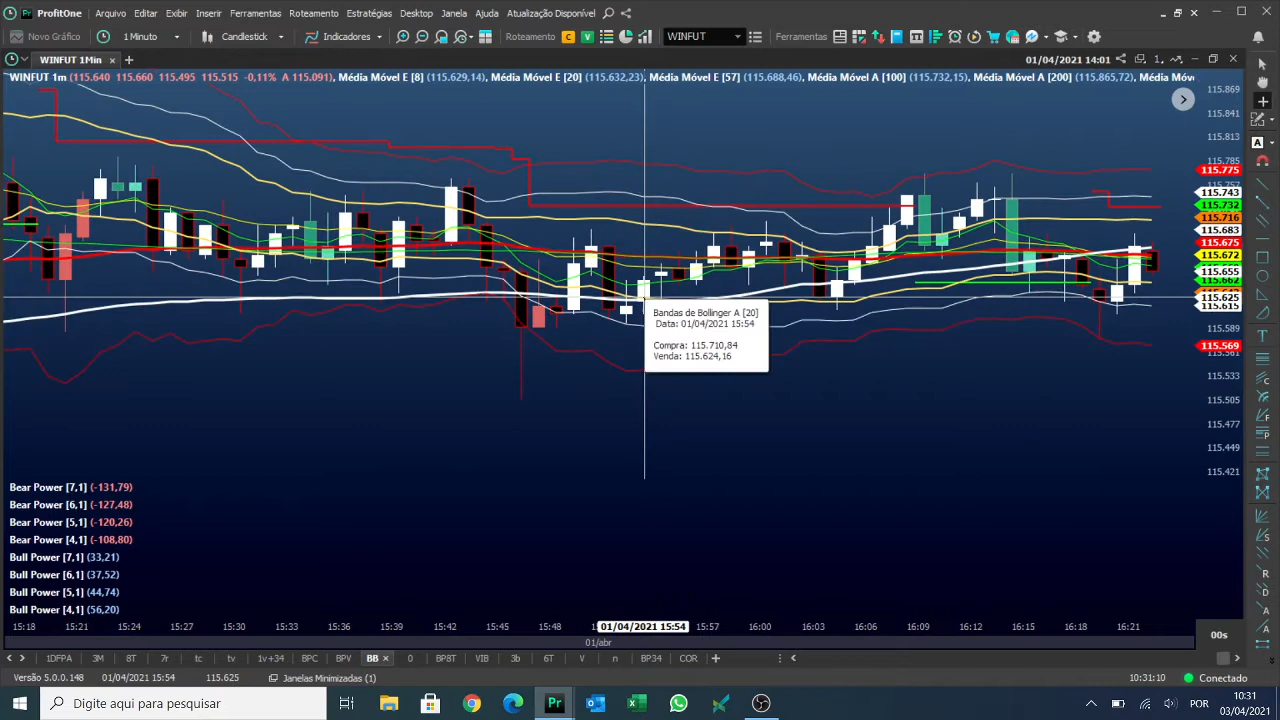 ProfitOne Arquivo Editar Exibir Inserir Ferramentas Roteamento Estratégias Desktop Janela Ajuda Atualização Disponível
Novo Gráfico 1 Minuto Candlestick Indicadores Roteamento C V WINFUT Ferramentas
WINFUT 1Min
WINFUT 1m (115.640 115.660 115.495 115.515 -0,11% A 115.091), Média Móvel E [8] (115.629,14), Média Móvel E [20] (115.632,23), Média Móvel E [57] (115.688,46), Média Móvel A [100] (115.732,15), Média Móvel A [200] (115.865,72), Média Móv
01/04/2021 14:01
115.869
115.841
115.813
115.785
115.775
115.757
115.743
115.732
115.716
115.683
115.675
115.672
115.655
115.662
115.625
115.615
115.589
115.569
115.561
115.533
115.505
115.477
115.449
115.421
Bandas de Bollinger A [20]
Data: 01/04/2021 15:54
Compra: 115.710,84
Venda: 115.624,16
Bear Power [7,1] (-131,79)
Bear Power [6,1] (-127,48)
Bear Power [5,1] (-120,26)
Bear Power [4,1] (-108,80)
Bull Power [7,1] (33,21)
Bull Power [6,1] (37,52)
Bull Power [5,1] (44,74)
Bull Power [4,1] (56,20)
15:18 15:21 15:24 15:27 15:30 15:33 15:36 15:39 15:42 15:45 15:48 01/04/2021 15:54 15:57 16:00 16:03 16:06 16:09 16:12 16:15 16:18 16:21
01/abr
00s
1DFPA 3M 8T 7r tc tv 1v+34 BPC BPV BB 0 BP8T VIB 3b 6T V n BP34 COR
Versão 5.0.0.148 01/04/2021 15:54 115.625 Janelas Minimizadas (1) 10:31:10 Conectado
Digite aqui para pesquisar
POR
10:31
03/04/2021